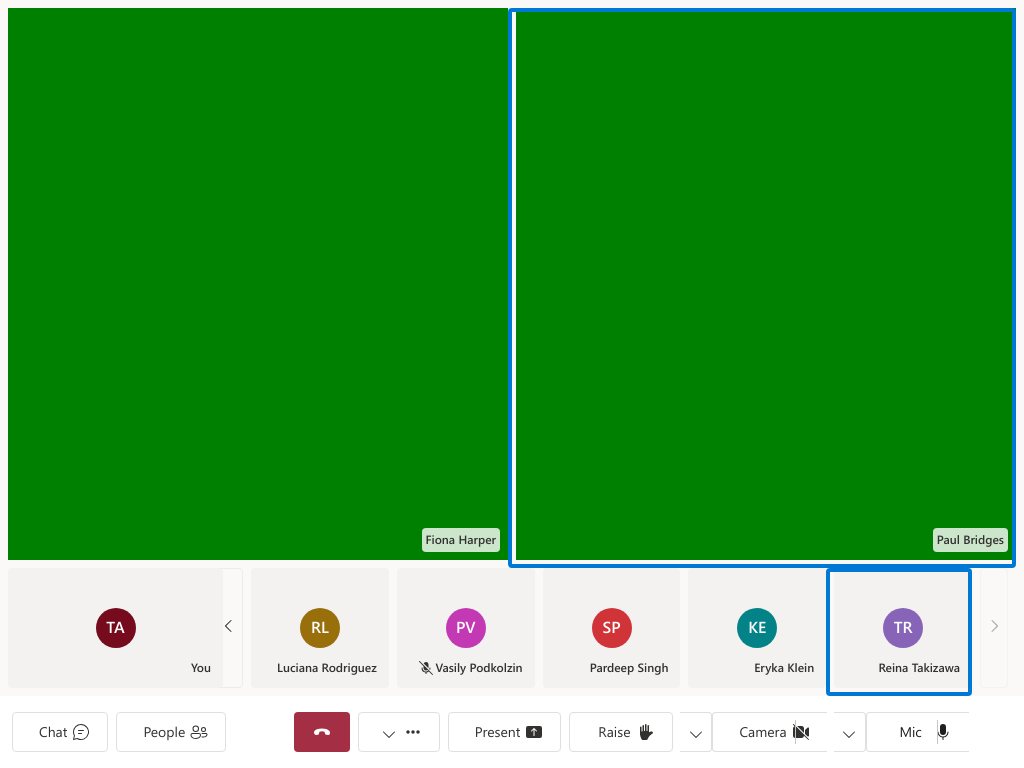 Fiona Harper
Paul Bridges
TA
You
RL
Luciana Rodriguez
PV
Vasily Podkolzin
SP
Pardeep Singh
KE
Eryka Klein
TR
Reina Takizawa
Chat
People
Present
Raise
Camera
Mic